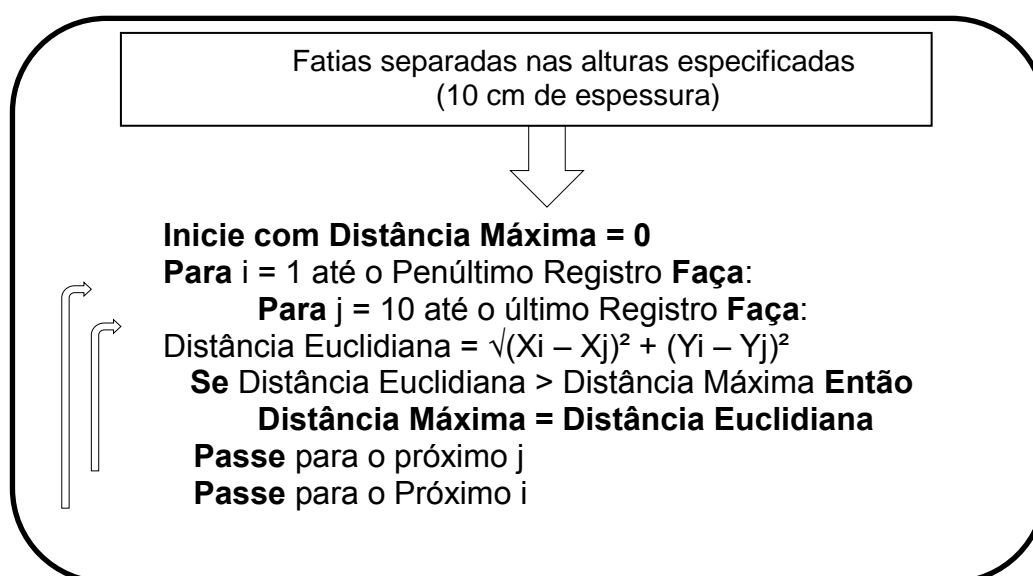 Fatias separadas nas alturas especificadas
(10 cm de espessura)
Inicie com Distância Máxima = 0
Para i = 1 até o Penúltimo Registro Faça:
Para j = 10 até o último Registro Faça:
Distância Euclidiana = √(Xi – Xj)² + (Yi – Yj)²
Se Distância Euclidiana > Distância Máxima Então
Distância Máxima = Distância Euclidiana
Passe para o próximo j
Passe para o Próximo i